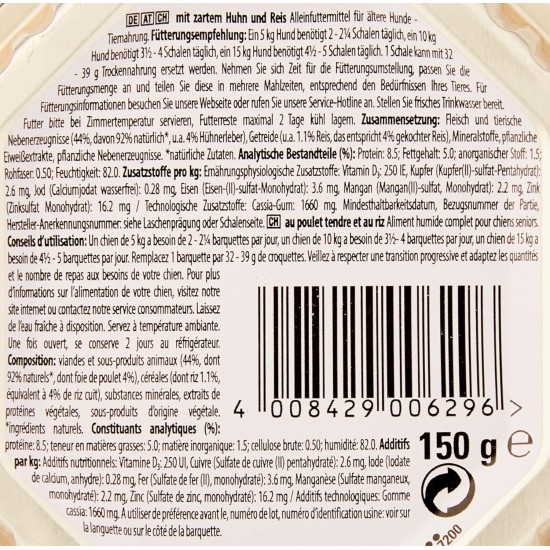 DE AT CH mit zartem Huhn und Reis Alleinfuttermittel für ältere Hunde -
Tiernahrung. Fütterungsempfehlung: Ein 5 kg Hund benötigt 2 - 2¼ Schalen täglich, ein 10 kg
Hund benötigt 3½ - 4 Schalen täglich, ein 15 kg Hund benötigt 4½ - 5 Schalen täglich. 1 Schale kann mit 32
- 39 g Trockennahrung ersetzt werden. Nehmen Sie sich Zeit für die Fütterungsumstellung, passen Sie die
Fütterungsmenge an und teilen Sie diese in mehrere Mahlzeiten, entsprechend den Bedürfnissen Ihres Tieres. Für
Fütterungsinformationen besuchen Sie unsere Webseite oder rufen Sie unsere Service-Hotline an. Stellen Sie frisches Trinkwasser bereit.
Futter bitte bei Zimmertemperatur servieren, Futterreste maximal 2 Tage kühl lagern. Zusammensetzung: Fleisch und tierische
Nebenerzeugnisse (44%, davon 92% natürlich*, u.a. 4% Hühnerleber), Getreide (u.a. 1.1% Reis, das entspricht 4% gekochter Reis), Mineralstoffe, pflanzliche
Eiweißextrakte, pflanzliche Nebenerzeugnisse. *natürliche Zutaten. Analytische Bestandteile (%): Protein: 8.5; Fettgehalt: 5.0; anorganischer Stoff: 1.5;
Rohfaser: 0.50; Feuchtigkeit: 82.0. Zusatzstoffe pro kg: Ernährungsphysiologische Zusatzstoffe: Vitamin D₃: 250 IE, Kupfer (Kupfer(II)-sulfat-Pentahydrat):
2.6 mg, Jod (Calciumjodat wasserfrei): 0.28 mg, Eisen (Eisen-(II)-sulfat-Monohydrat): 3.6 mg, Mangan (Mangan(II)-sulfat, Monohydrat): 2.2 mg, Zink
(Zinksulfat Monohydrat): 16.2 mg / Technologische Zusatzstoffe: Cassia-Gum: 1660 mg. Mindesthaltbarkeitsdatum, Bezugsnummer der Partie,
Hersteller-Anerkennungsnummer: siehe Laschenprägung oder Schalenseite. CH au poulet tendre et au riz Aliment humide complet pour chiens seniors.
Conseils d'utilisation: Un chien de 5 kg a besoin de 2 - 2¼ barquettes par jour, un chien de 10 kg a besoin de 3½- 4 barquettes par jour, un chien de 15 kg a
besoin de 4½ - 5 barquettes par jour. Remplacez 1 barquette par 32 - 39 g de croquettes. Veillez à respecter une transition progressive et adaptez les quantités
et le nombre de repas aux besoins de votre chien. Pour plus
d'informations sur l'alimentation de votre chien, visitez notre
site internet ou contactez notre service consommateurs. Laissez
de l'eau fraîche à disposition. Servez à température ambiante.
Une fois ouvert, se conserve 2 jours au réfrigérateur.
Composition: viandes et sous-produits animaux (44%, dont
92% naturels*, dont foie de poulet 4%), céréales (dont riz 1.1%,
équivalent à 4% de riz cuit), substances minérales, extraits de
protéines végétales, sous-produits d'origine végétale.
*ingrédients naturels. Constituants analytiques (%):
protéine: 8.5; teneur en matières grasses: 5.0; matière inorganique: 1.5; cellulose brute: 0.50; humidité: 82.0. Additifs
par kg: Additifs nutritionnels: Vitamine D₃: 250 UI, Cuivre (Sulfate de cuivre (II) pentahydraté): 2.6 mg, Iode (Iodate
de calcium, anhydre): 0.28 mg, Fer (Sulfate de fer (II), monohydraté): 3.6 mg, Manganèse (Sulfate manganeux,
monohydraté): 2.2 mg, Zinc (Sulfate de zinc, monohydraté): 16.2 mg / Additifs technologiques: Gomme
cassia: 1660 mg. A utiliser de préférence avant le, numéro de lot, numéro d'identification usine: voir sur
la languette ou sur le côté de la barquette.
4 008429 006296 >
150 g e
7200